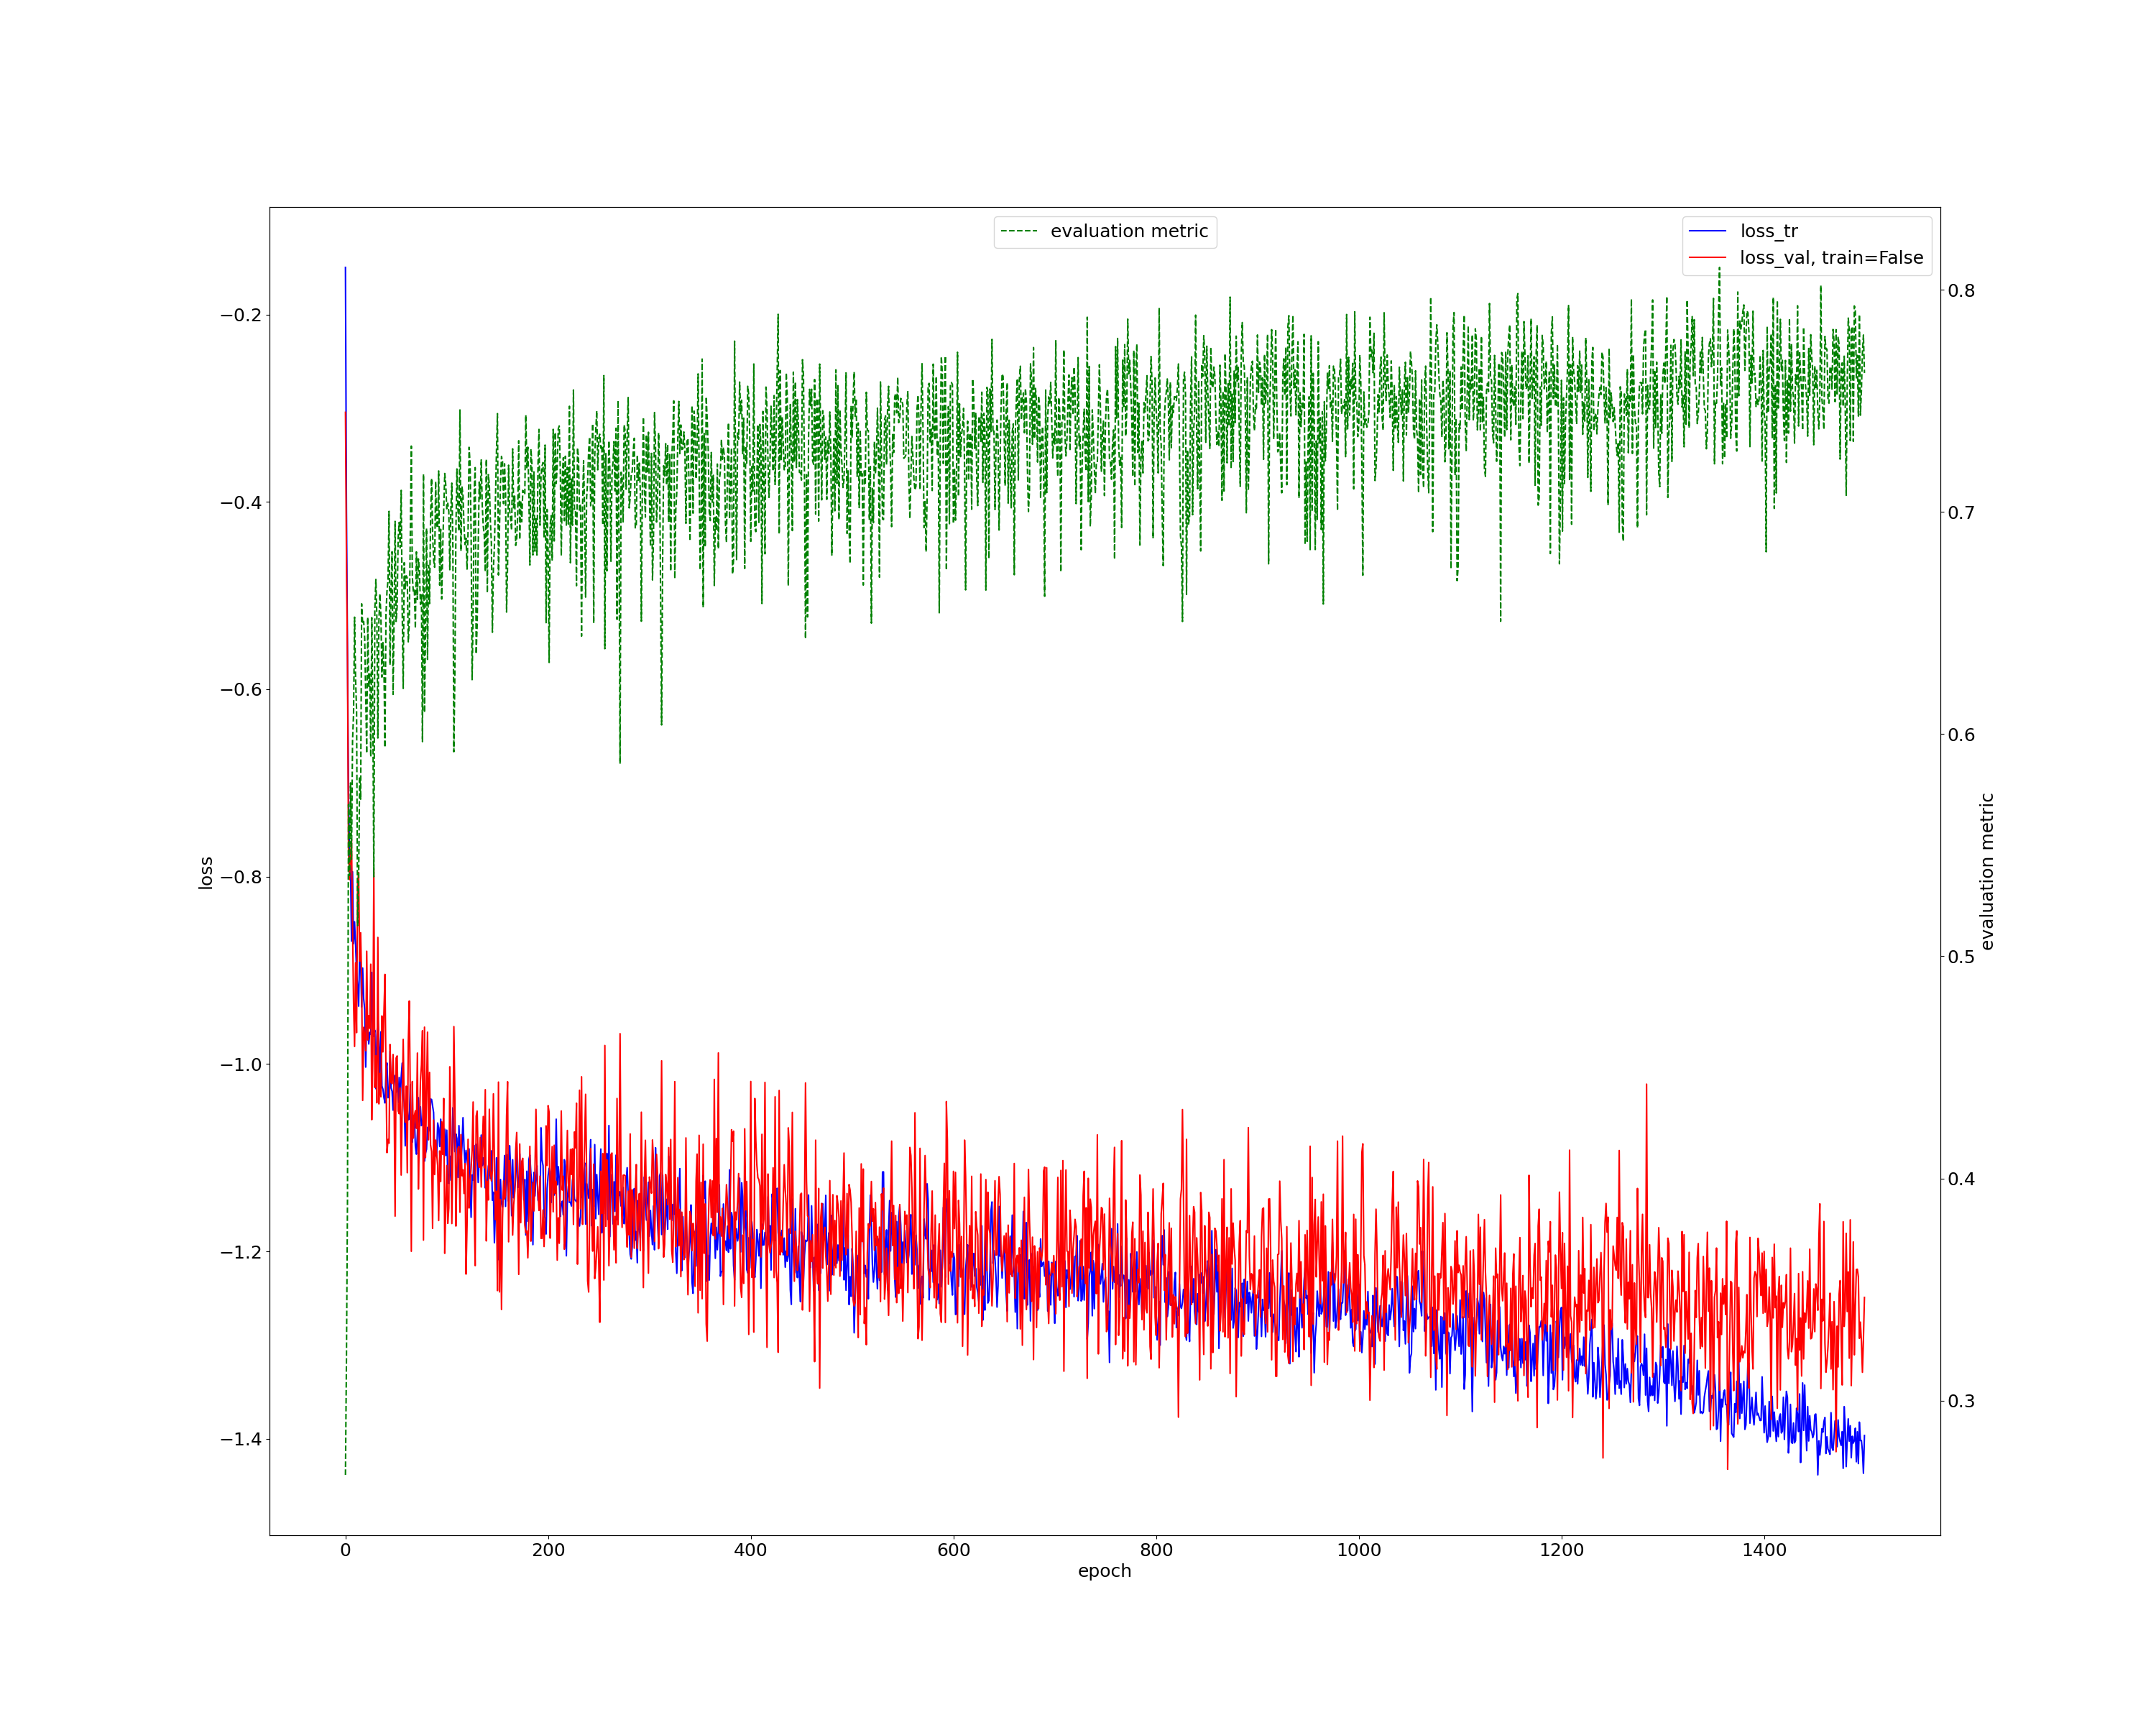 evaluation metric
loss_tr
loss_val, train=False
−0.2
−0.4
−0.6
−0.8
−1.0
−1.2
−1.4
loss
0.8
0.7
0.6
0.5
0.4
0.3
evaluation metric
0 200 400 600 800 1000 1200 1400
epoch